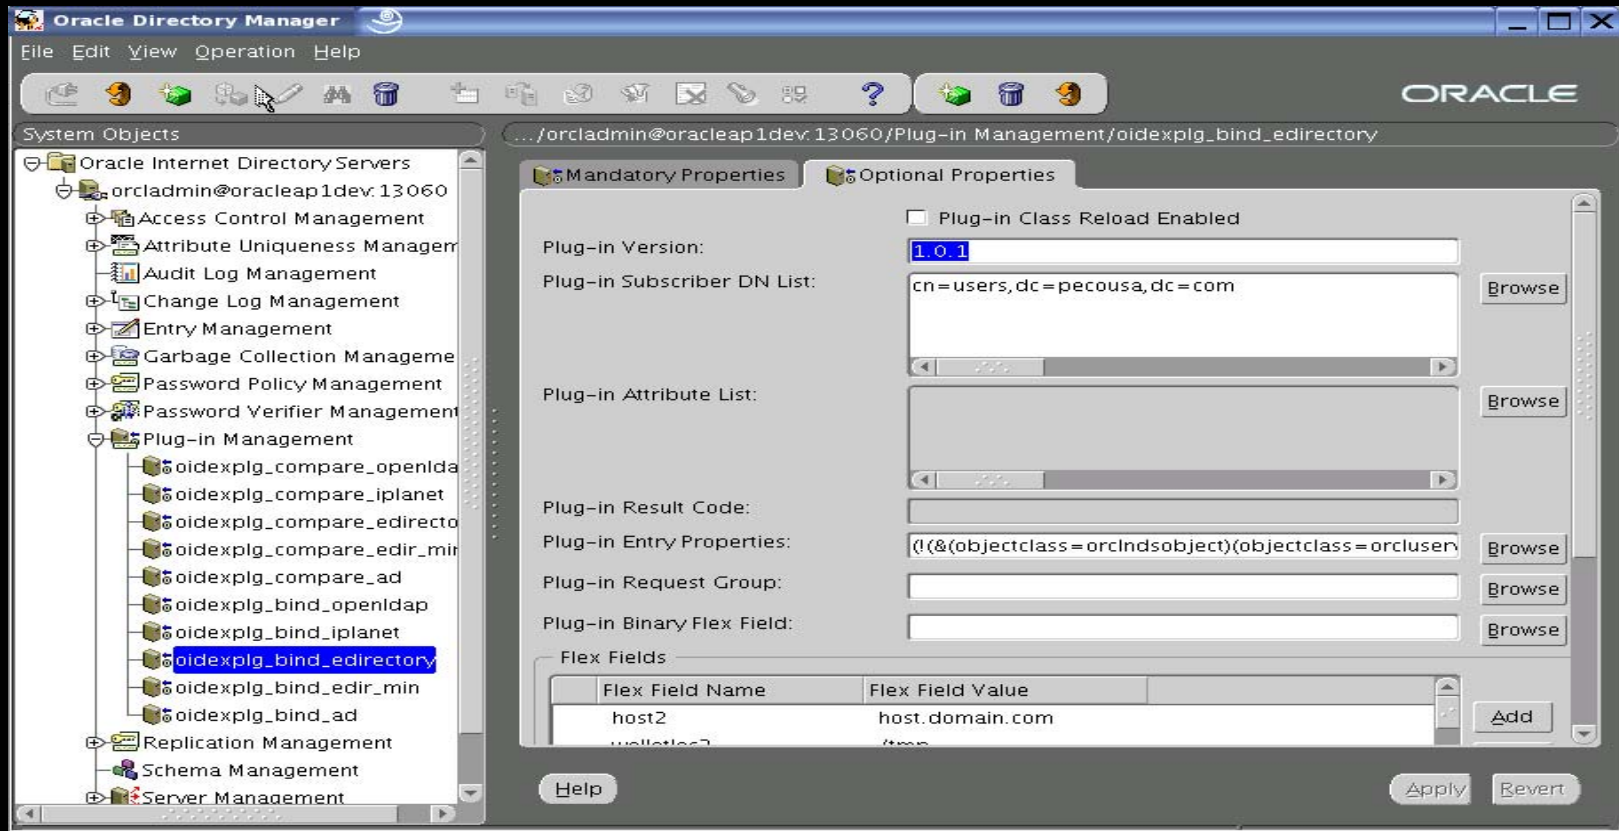 Oracle Directory Manager
File Edit View Operation Help
ORACLE
System Objects
.../orcladmin@oracleap1dev:13060/Plug-in Management/oidexplg_bind_edirectory
Oracle Internet Directory Servers
orcladmin@oracleap1dev:13060
Access Control Management
Attribute Uniqueness Managem
Audit Log Management
Change Log Management
Entry Management
Garbage Collection Manageme
Password Policy Management
Password Verifier Management
Plug-in Management
oidexplg_compare_openlda
oidexplg_compare_iplanet
oidexplg_compare_edirecto
oidexplg_compare_edir_min
oidexplg_compare_ad
oidexplg_bind_openldap
oidexplg_bind_iplanet
oidexplg_bind_edirectory
oidexplg_bind_edir_min
oidexplg_bind_ad
Replication Management
Schema Management
Server Management
Mandatory Properties Optional Properties
Plug-in Class Reload Enabled
Plug-in Version: 1.0.1
Plug-in Subscriber DN List: cn=users,dc=pecousa,dc=com Browse
Plug-in Attribute List: Browse
Plug-in Result Code:
Plug-in Entry Properties: (!(&(objectclass=orclndsobject)(objectclass=orcluserv Browse
Plug-in Request Group: Browse
Plug-in Binary Flex Field: Browse
Flex Fields
Flex Field Name Flex Field Value
host2 host.domain.com Add
Help Apply Revert